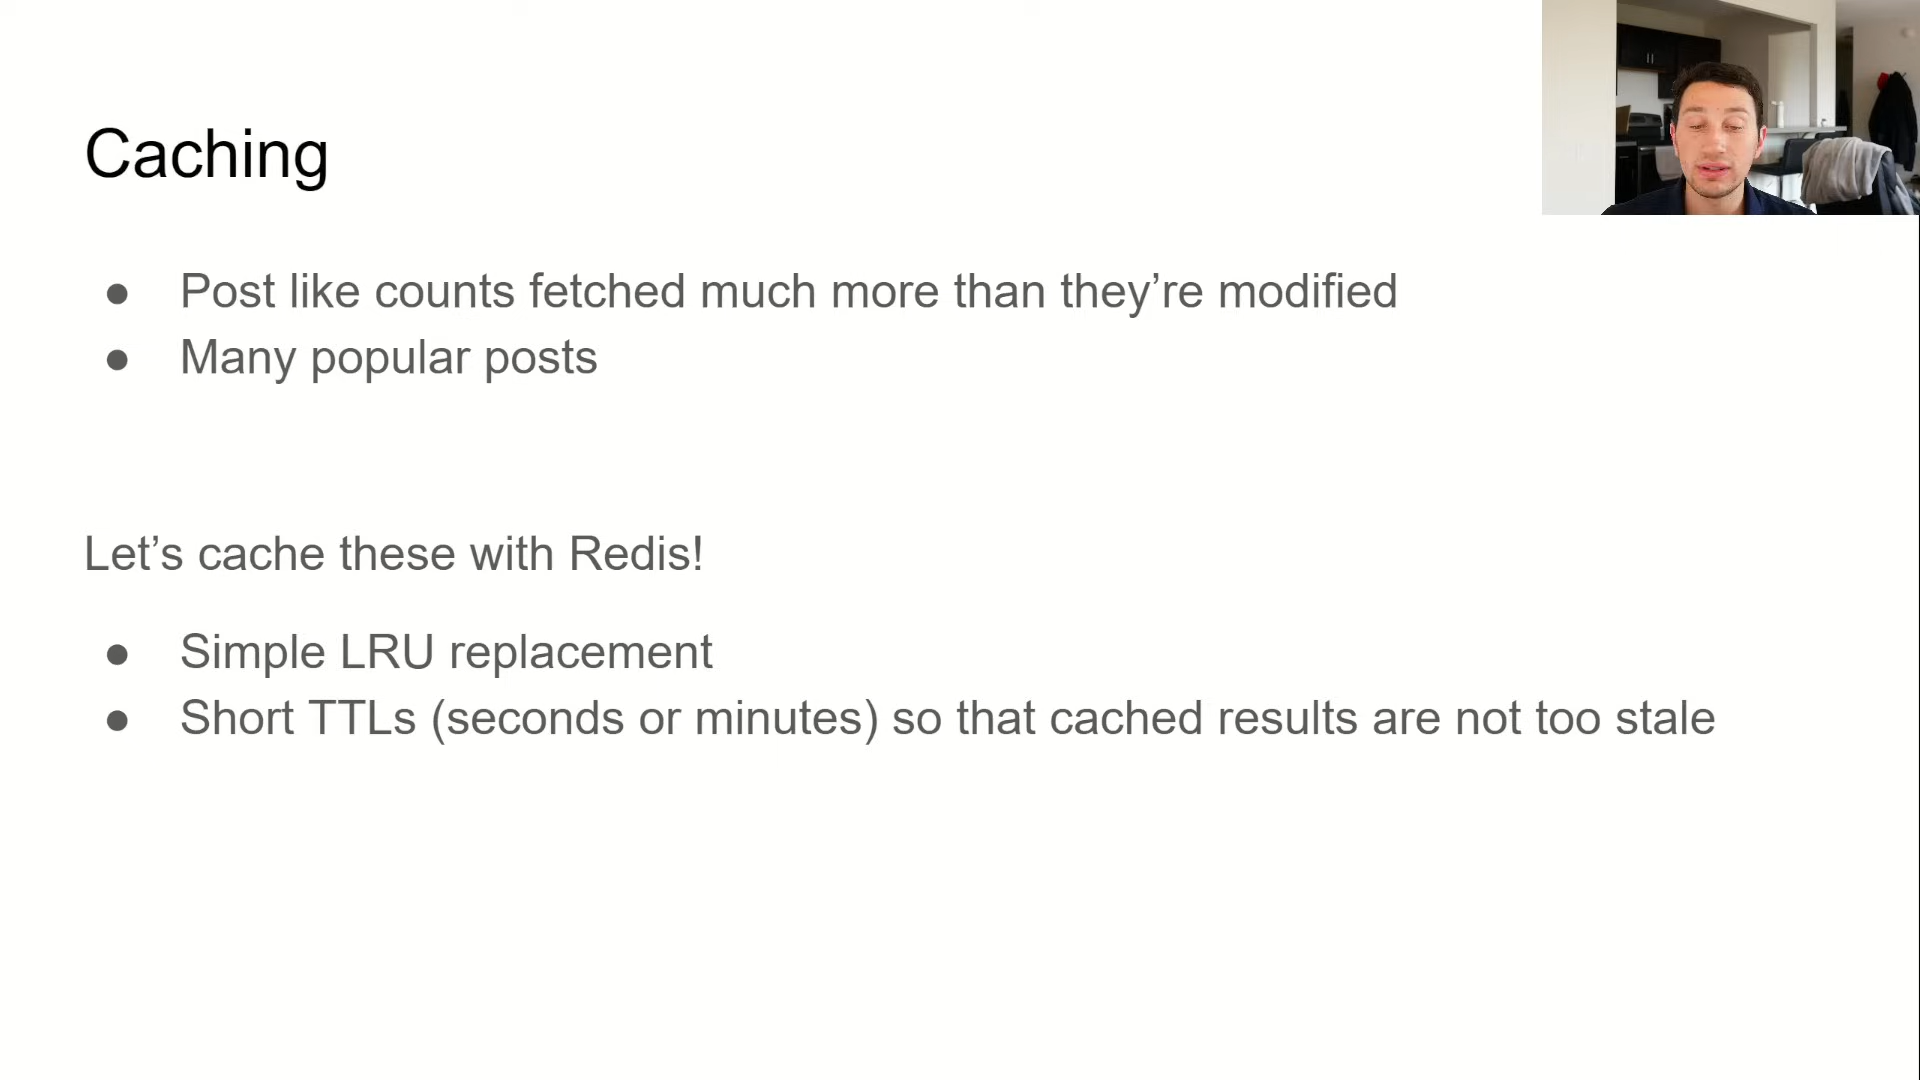 Caching
● Post like counts fetched much more than they’re modified
● Many popular posts
Let’s cache these with Redis!
● Simple LRU replacement
● Short TTLs (seconds or minutes) so that cached results are not too stale